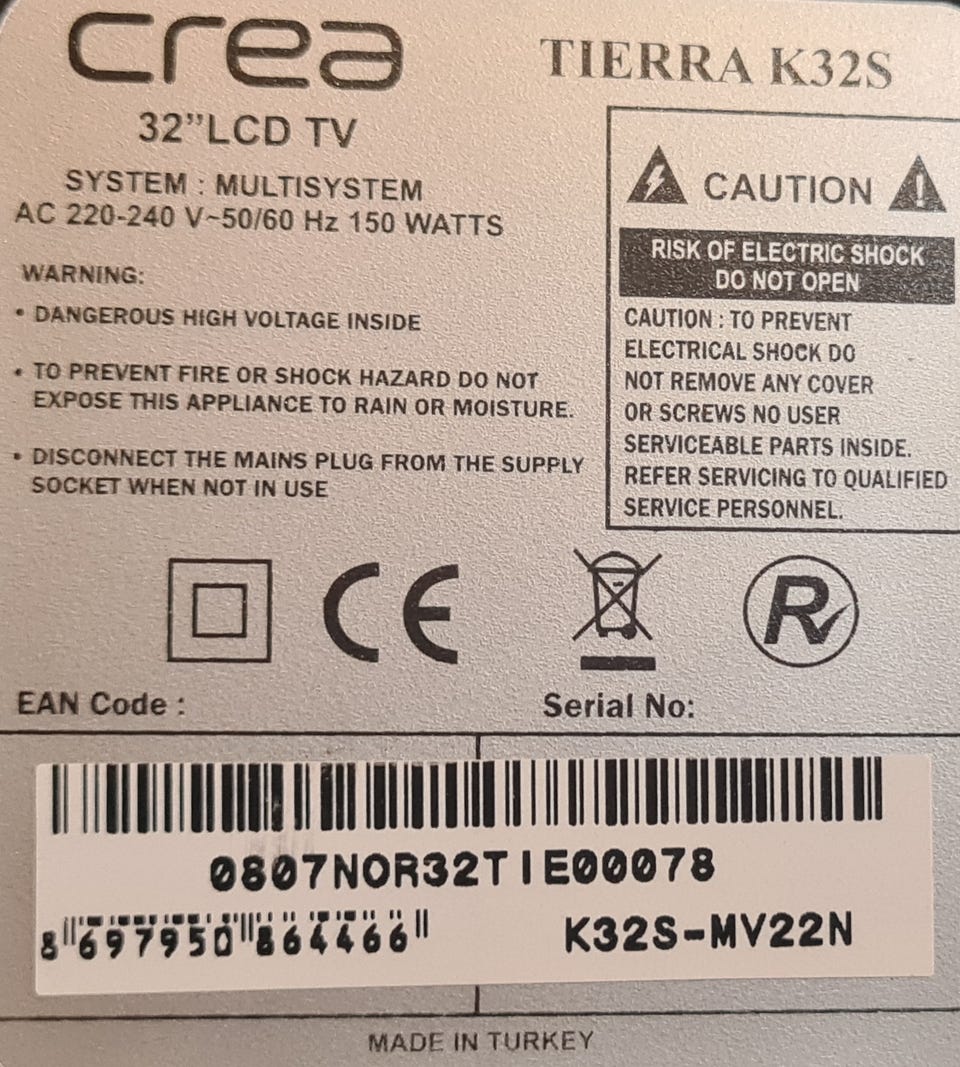 crea
TIERRA K32S
32”LCD TV
SYSTEM : MULTISYSTEM
AC 220-240 V~50/60 Hz 150 WATTS
WARNING:
• DANGEROUS HIGH VOLTAGE INSIDE
• TO PREVENT FIRE OR SHOCK HAZARD DO NOT
EXPOSE THIS APPLIANCE TO RAIN OR MOISTURE.
• DISCONNECT THE MAINS PLUG FROM THE SUPPLY
SOCKET WHEN NOT IN USE
CAUTION
RISK OF ELECTRIC SHOCK
DO NOT OPEN
CAUTION : TO PREVENT
ELECTRICAL SHOCK DO
NOT REMOVE ANY COVER
OR SCREWS NO USER
SERVICEABLE PARTS INSIDE.
REFER SERVICING TO QUALIFIED
SERVICE PERSONNEL.
CE
R
EAN Code :
Serial No:
0807NOR32TIE00078
8 697950 864466
K32S-MV22N
MADE IN TURKEY